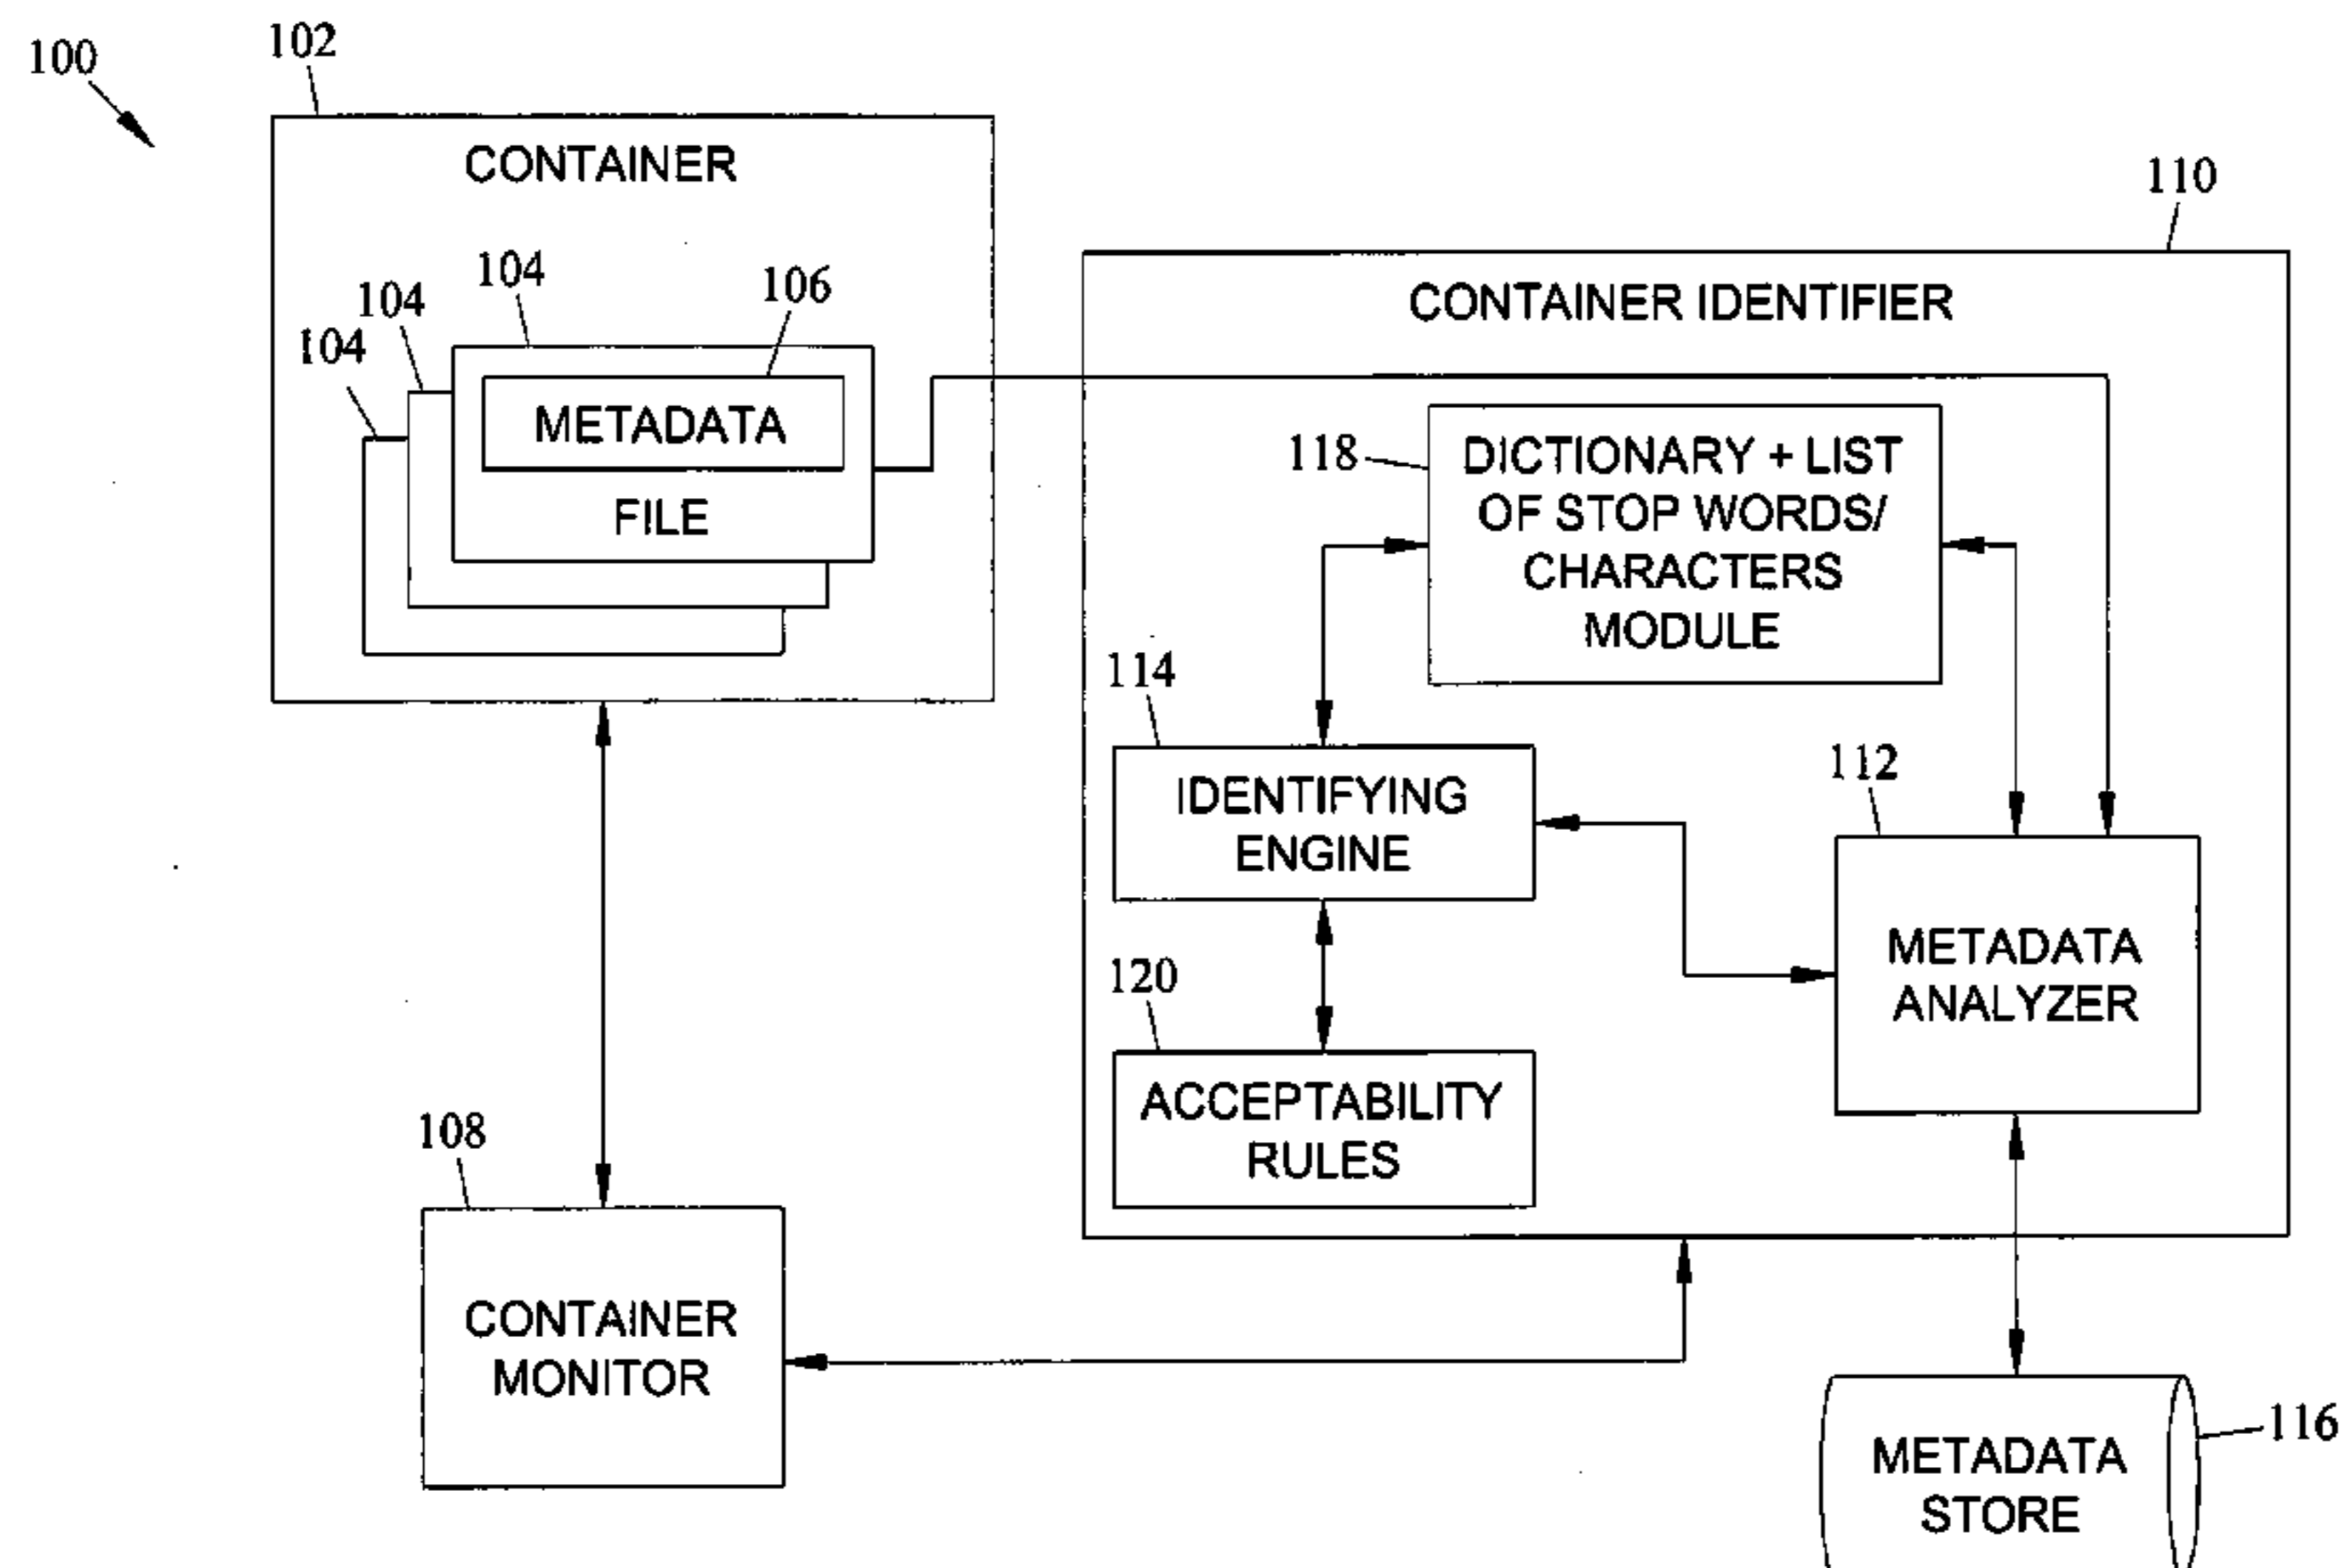 100
102
CONTAINER
110
104
106
104
104
CONTAINER IDENTIFIER
METADATA
FILE
118
DICTIONARY + LIST
OF STOP WORDS/
CHARACTERS
MODULE
114
IDENTIFYING
ENGINE
112
METADATA
ANALYZER
120
ACCEPTABILITY
RULES
108
CONTAINER
MONITOR
116
METADATA
STORE